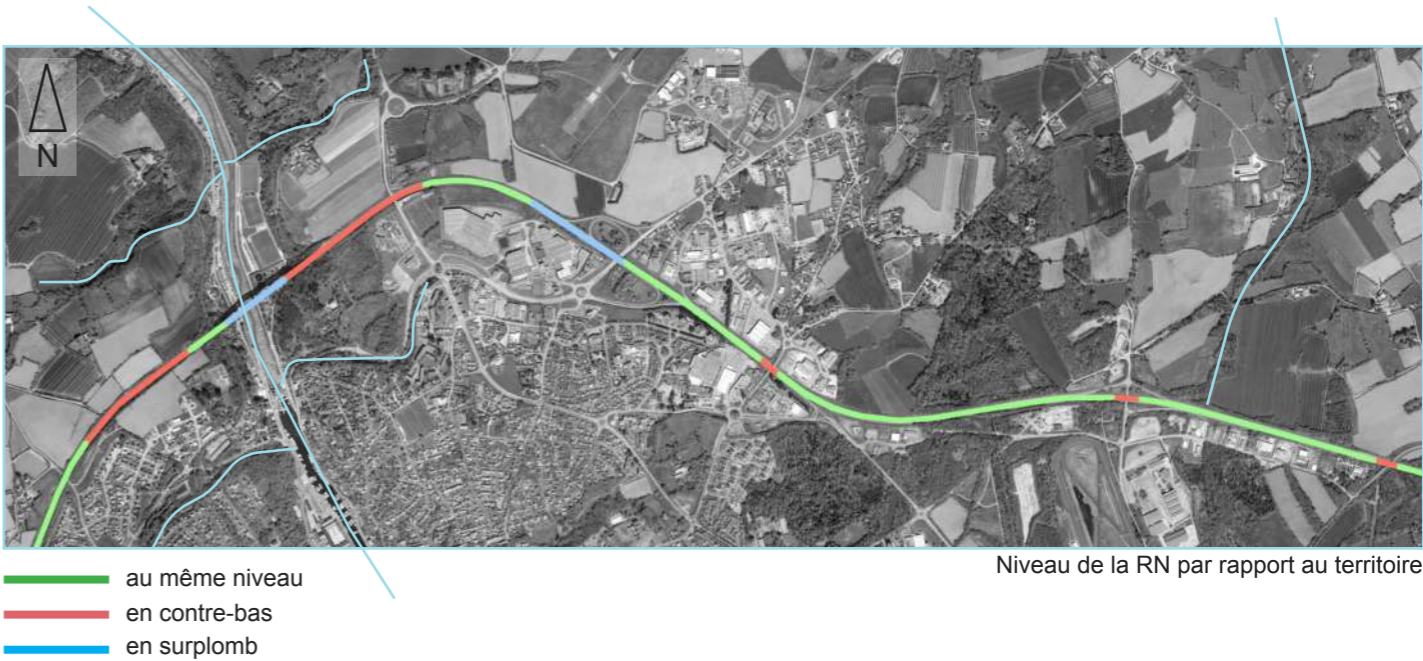 N
Niveau de la RN par rapport au territoire
au même niveau
en contre-bas
en surplomb